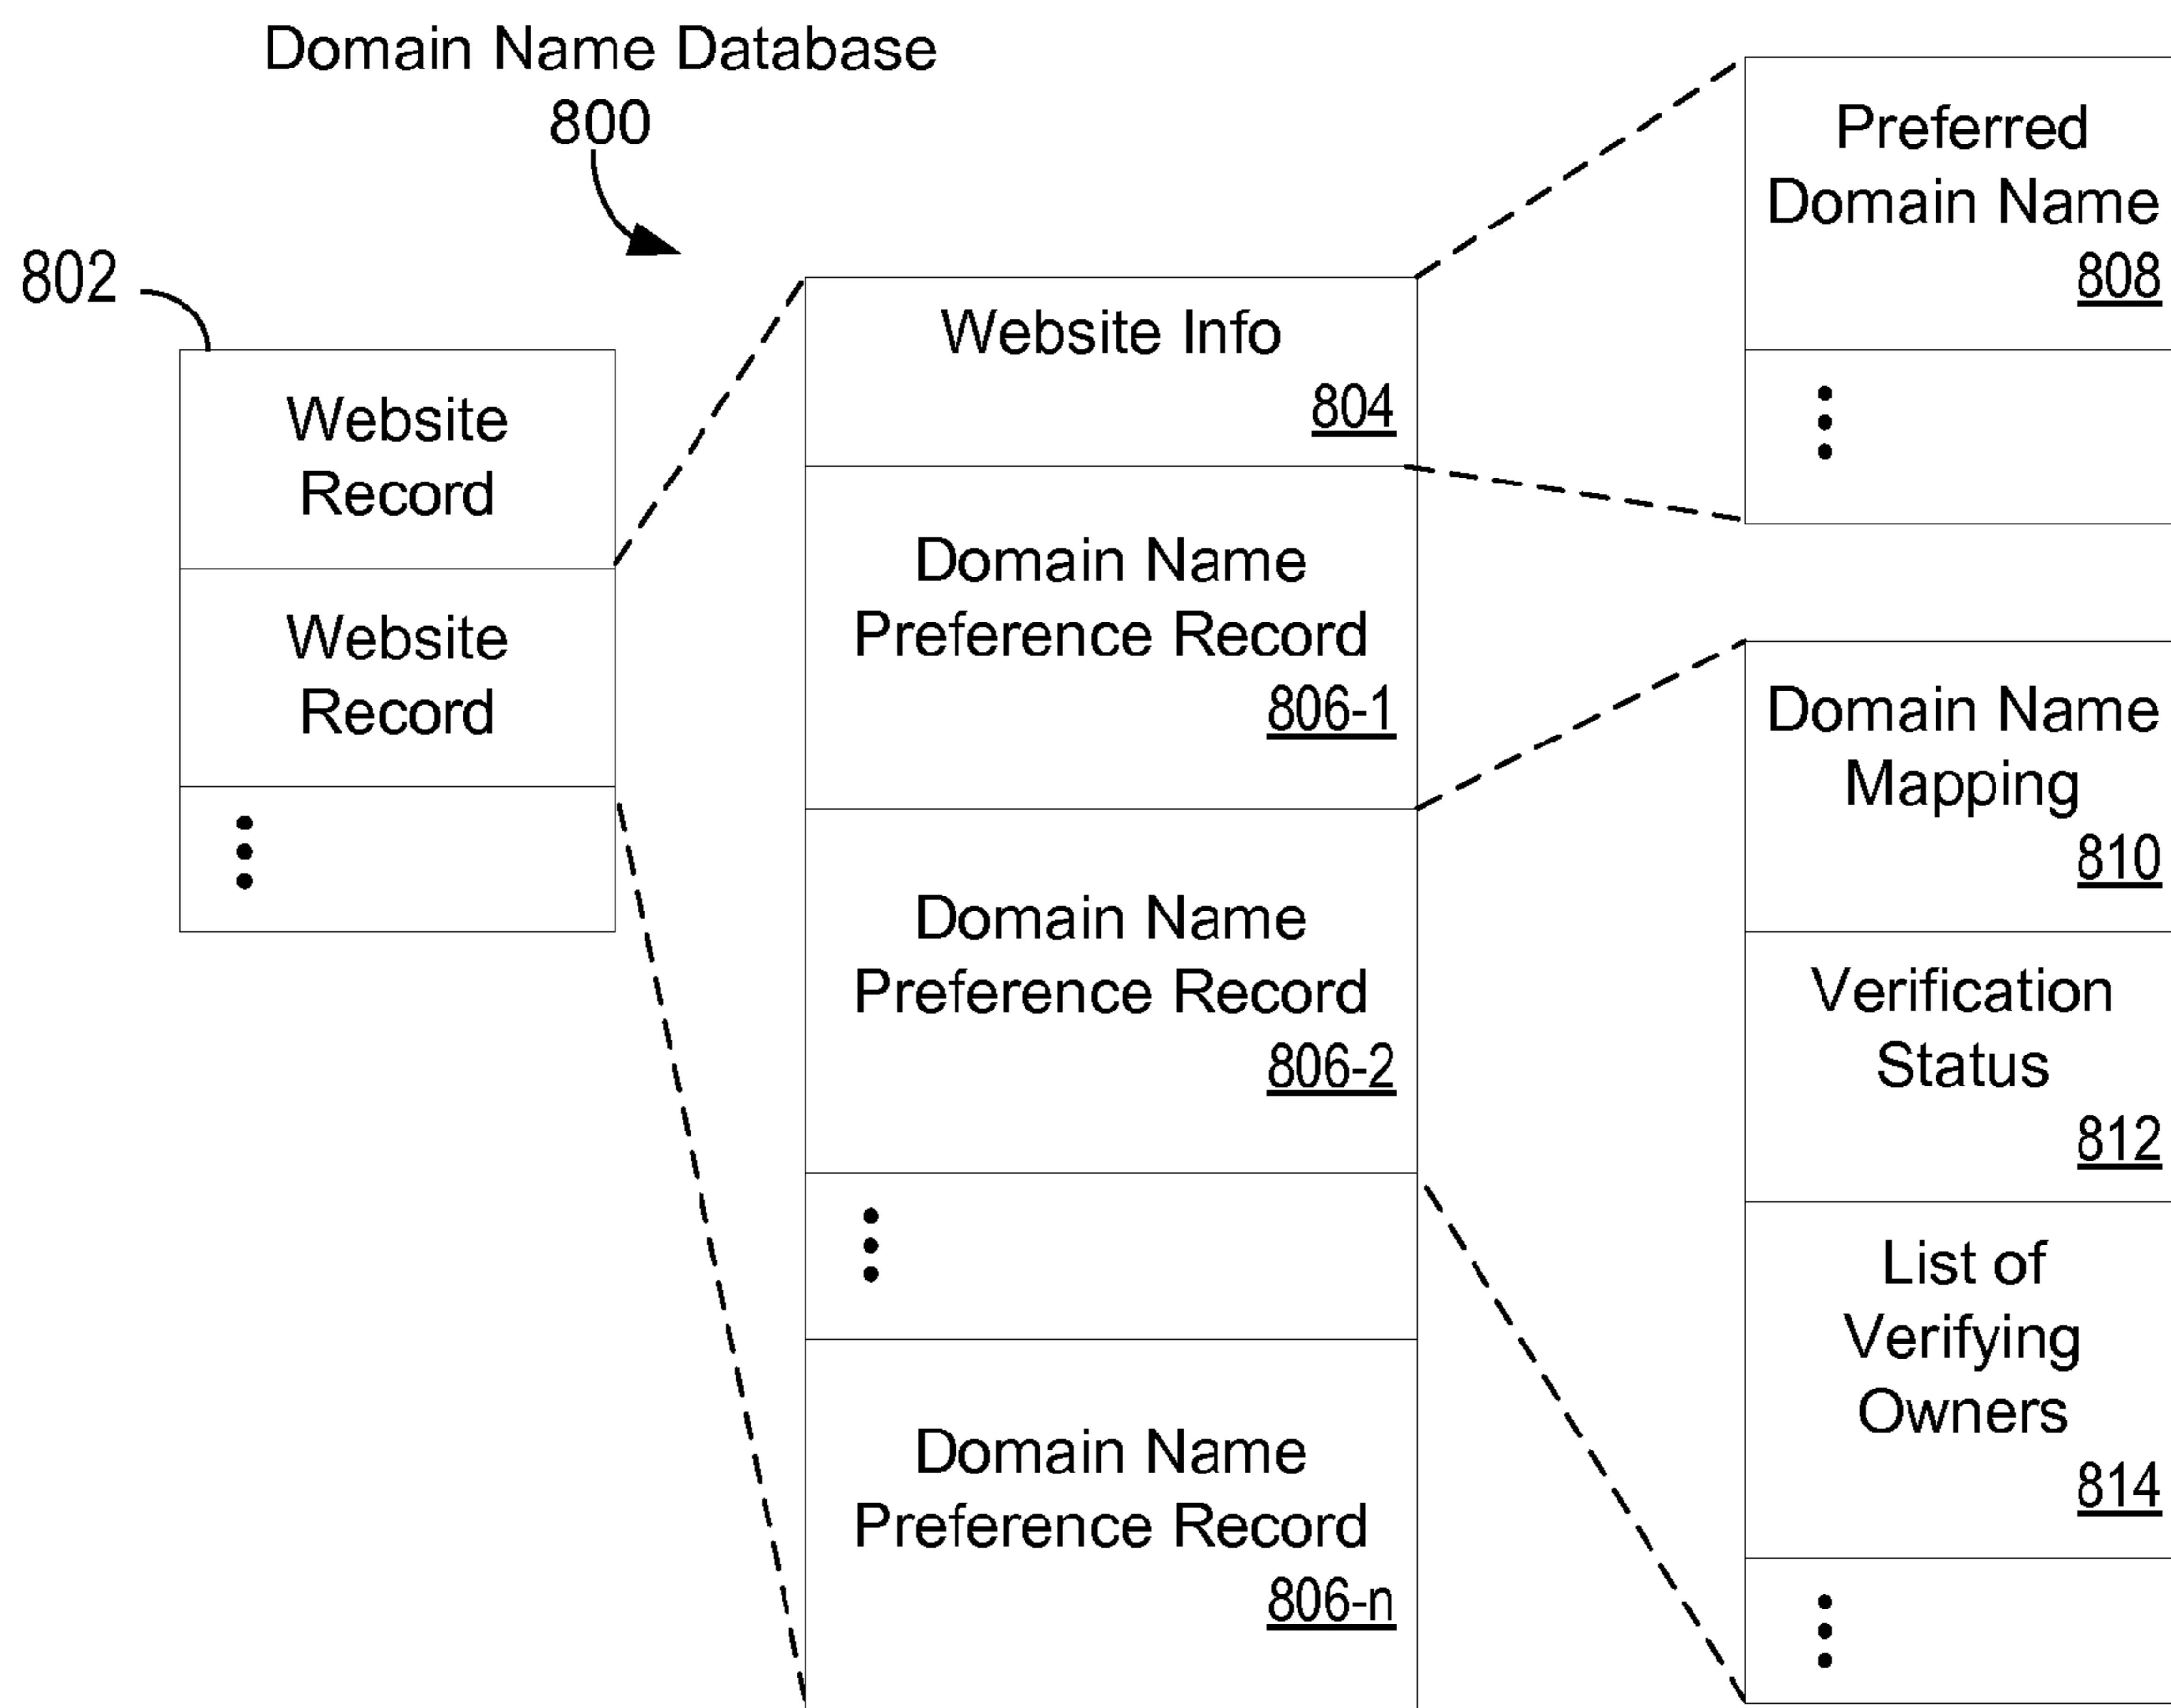 Domain Name Database
800
802
Website
Record
Website
Record
Website Info
804
Domain Name
Preference Record
806-1
Domain Name
Preference Record
806-2
Domain Name
Preference Record
806-n
Preferred
Domain Name
808
Domain Name
Mapping
810
Verification
Status
812
List of
Verifying
Owners
814